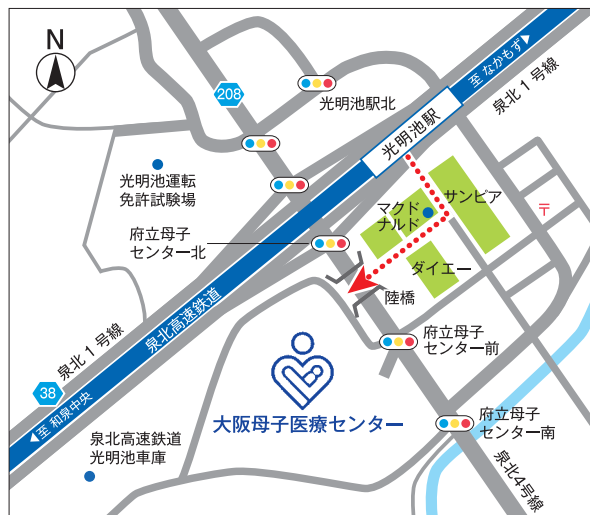 N
208
光明池駅北
至 なかもず
泉北1号線
光明池駅
光明池運転
免許試験場
サンピア
マクド
ナルド
〒
府立母子
センター北
ダイエー
陸橋
泉北高速鉄道
泉北1号線
府立母子
センター前
38
大阪母子医療センター
至 和泉中央
府立母子
センター南
泉北高速鉄道
光明池車庫
泉北4号線